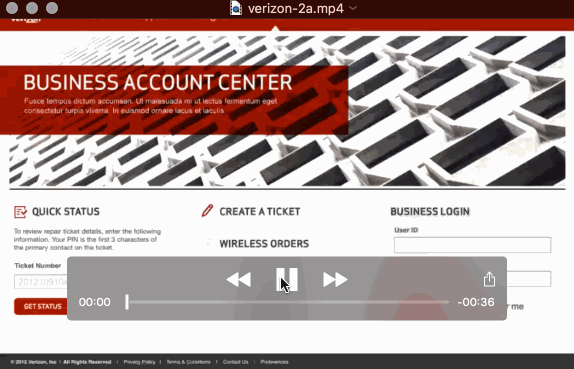 verizon-2a.mp4
verizon
BUSINESS ACCOUNT CENTER
Fusce tempus dictum accumsan. Ut malesuada mi ut lectus fermentum eget
consectetur turpis viverra. In euismod ornare lacus et iaculis.
QUICK STATUS
To review repair ticket details, enter the following
information. Your PIN is the first 3 characters of
the primary contact on the ticket.
Ticket Number
GET STATUS
CREATE A TICKET
WIRELESS ORDERS
BUSINESS LOGIN
User ID
me
00:00
-00:36
© 2012 Verizon, Inc | All Rights Reserved. | Privacy Policy | Terms & Conditions | Contact Us | Preferences